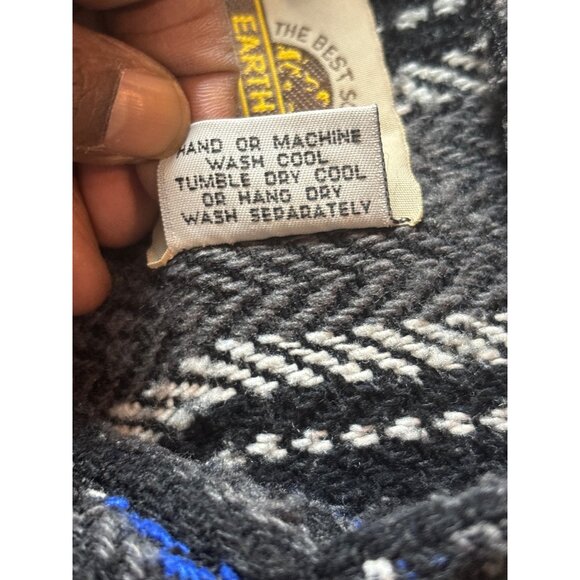 THE BEST
EARTH
HAND OR MACHINE
WASH COOL
TUMBLE DRY COOL
OR HANG DRY
WASH SEPARATELY